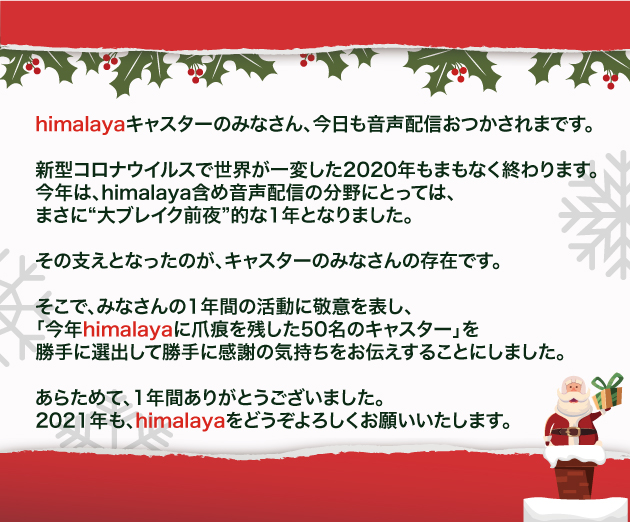 himalayaキャスターのみなさん、今日も音声配信おつかされまです。
新型コロナウイルスで世界が一変した2020年もまもなく終わります。
今年は、himalaya含め音声配信の分野にとっては、
まさに“大ブレイク前夜”的な1年となりました。
その支えとなったのが、キャスターのみなさんの存在です。
そこで、みなさんの1年間の活動に敬意を表し、
「今年himalayaに爪痕を残した50名のキャスター」を
勝手に選出して勝手に感謝の気持ちをお伝えすることにしました。
あらためて、1年間ありがとうございました。
2021年も、himalayaをどうぞよろしくお願いいたします。